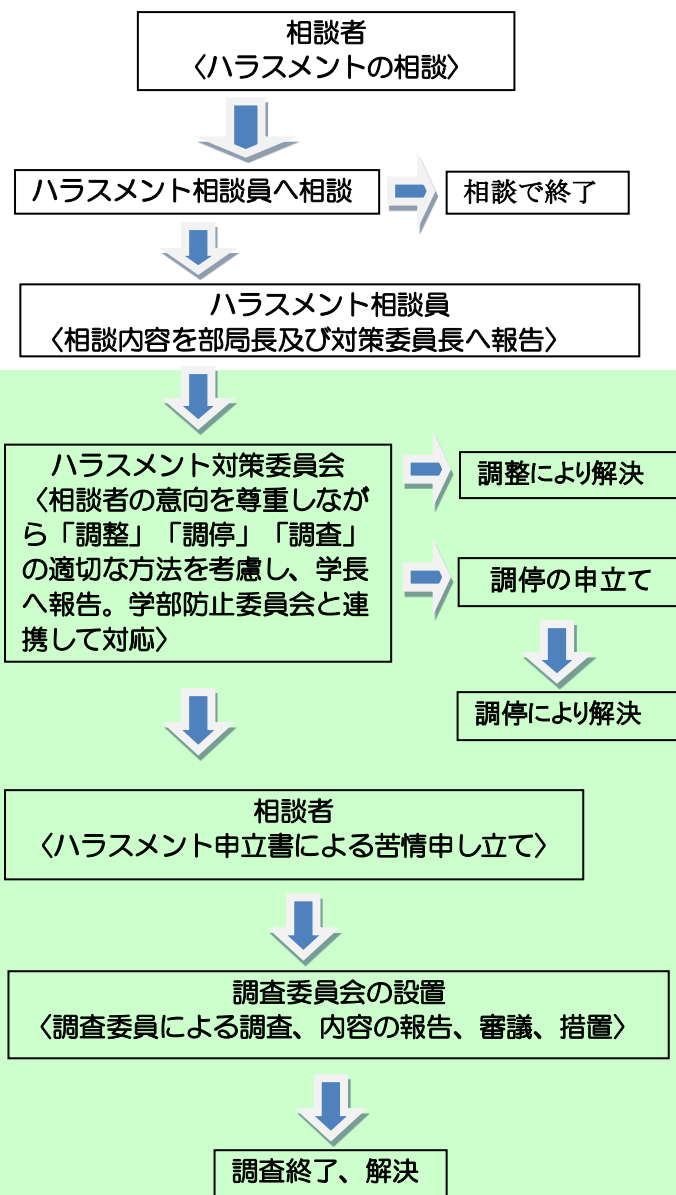 相談者
〈ハラスメントの相談〉
ハラスメント相談員へ相談
相談で終了
ハラスメント相談員
〈相談内容を部局長及び対策委員長へ報告〉
ハラスメント対策委員会
〈相談者の意向を尊重しなが
ら「調整」「調停」「調査」
の適切な方法を考慮し、学長
へ報告。学部防止委員会と連
携して対応〉
調整により解決
調停の申立て
調停により解決
相談者
〈ハラスメント申立書による苦情申し立て〉
調査委員会の設置
〈調査委員による調査、内容の報告、審議、措置〉
調査終了、解決